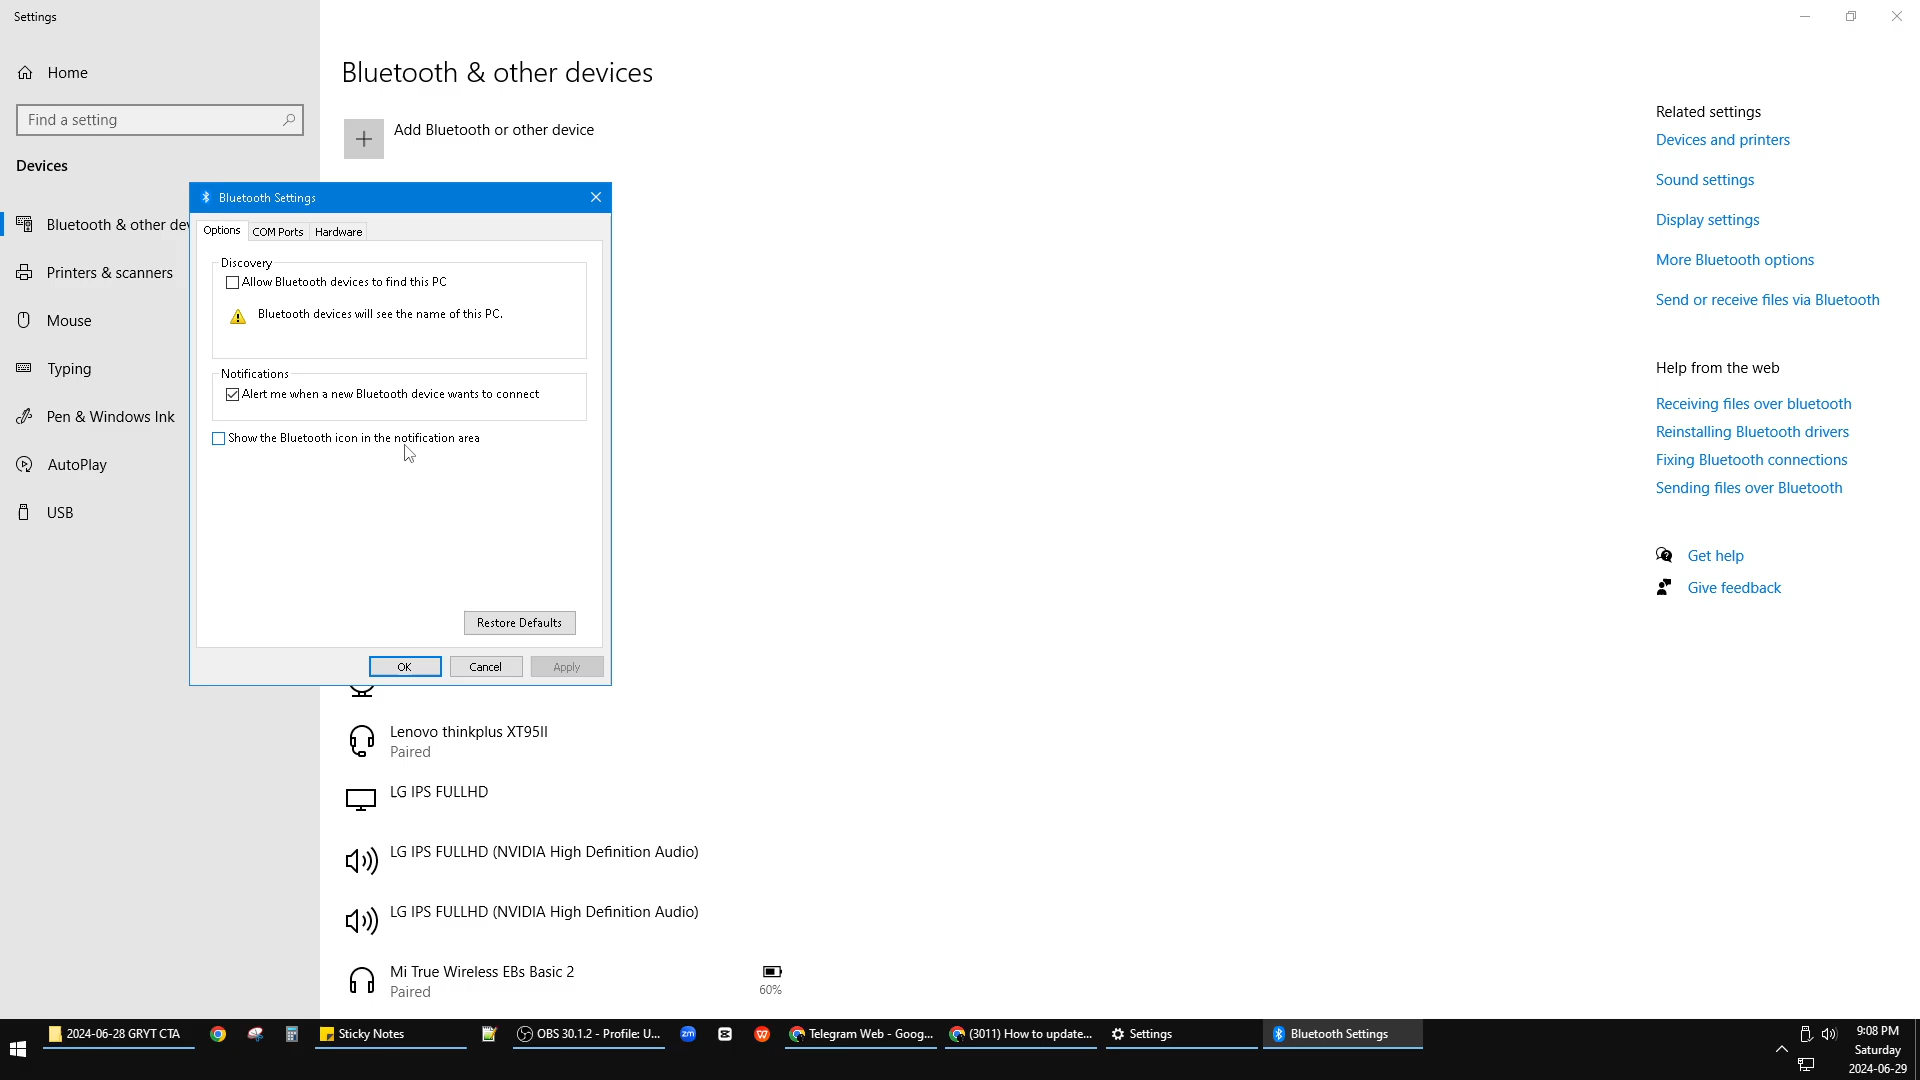 Settings
Home
Find a setting
Devices
Bluetooth & other dev
Printers & scanners
Mouse
Typing
Pen & Windows Ink
AutoPlay
USB
Bluetooth & other devices
Add Bluetooth or other device
Bluetooth Settings
Options COM Ports Hardware
Discovery
Allow Bluetooth devices to find this PC
Bluetooth devices will see the name of this PC.
Notifications
Alert me when a new Bluetooth device wants to connect
Show the Bluetooth icon in the notification area
Restore Defaults
OK Cancel Apply
Lenovo thinkplus XT95II
Paired
LG IPS FULLHD
LG IPS FULLHD (NVIDIA High Definition Audio)
LG IPS FULLHD (NVIDIA High Definition Audio)
Mi True Wireless EBs Basic 2
Paired
60%
Related settings
Devices and printers
Sound settings
Display settings
More Bluetooth options
Send or receive files via Bluetooth
Help from the web
Receiving files over bluetooth
Reinstalling Bluetooth drivers
Fixing Bluetooth connections
Sending files over Bluetooth
Get help
Give feedback
2024-06-28 GRYT CTA Sticky Notes OBS 30.1.2 - Profile: U... zm Telegram Web - Goog... (3011) How to update... Settings Bluetooth Settings
9:08 PM
Saturday
2024-06-29